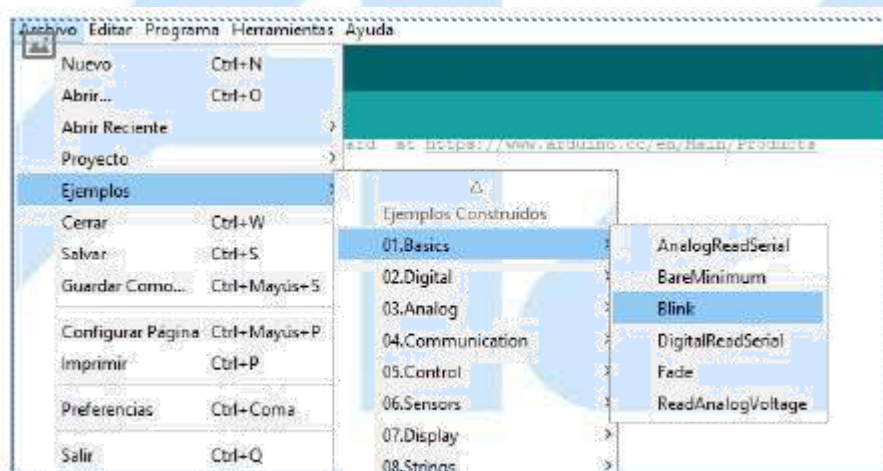 Archivo Editar Programa Herramientas Ayuda
Nuevo Ctrl+N
Abrir... Ctrl+O
Abrir Reciente
Proyecto
Ejemplos
Cerrar Ctrl+W
Salvar Ctrl+S
Guardar Como... Ctrl+Mayús+S
Configurar Página Ctrl+Mayús+P
Imprimir Ctrl+P
Preferencias Ctrl+Coma
Salir Ctrl+Q
ard at https://www.arduino.cc/en/Main/Products
Ejemplos Construidos
01.Basics
02.Digital
03.Analog
04.Communication
05.Control
06.Sensors
07.Display
08.Strings
AnalogReadSerial
BareMinimum
Blink
DigitalReadSerial
Fade
ReadAnalogVoltage